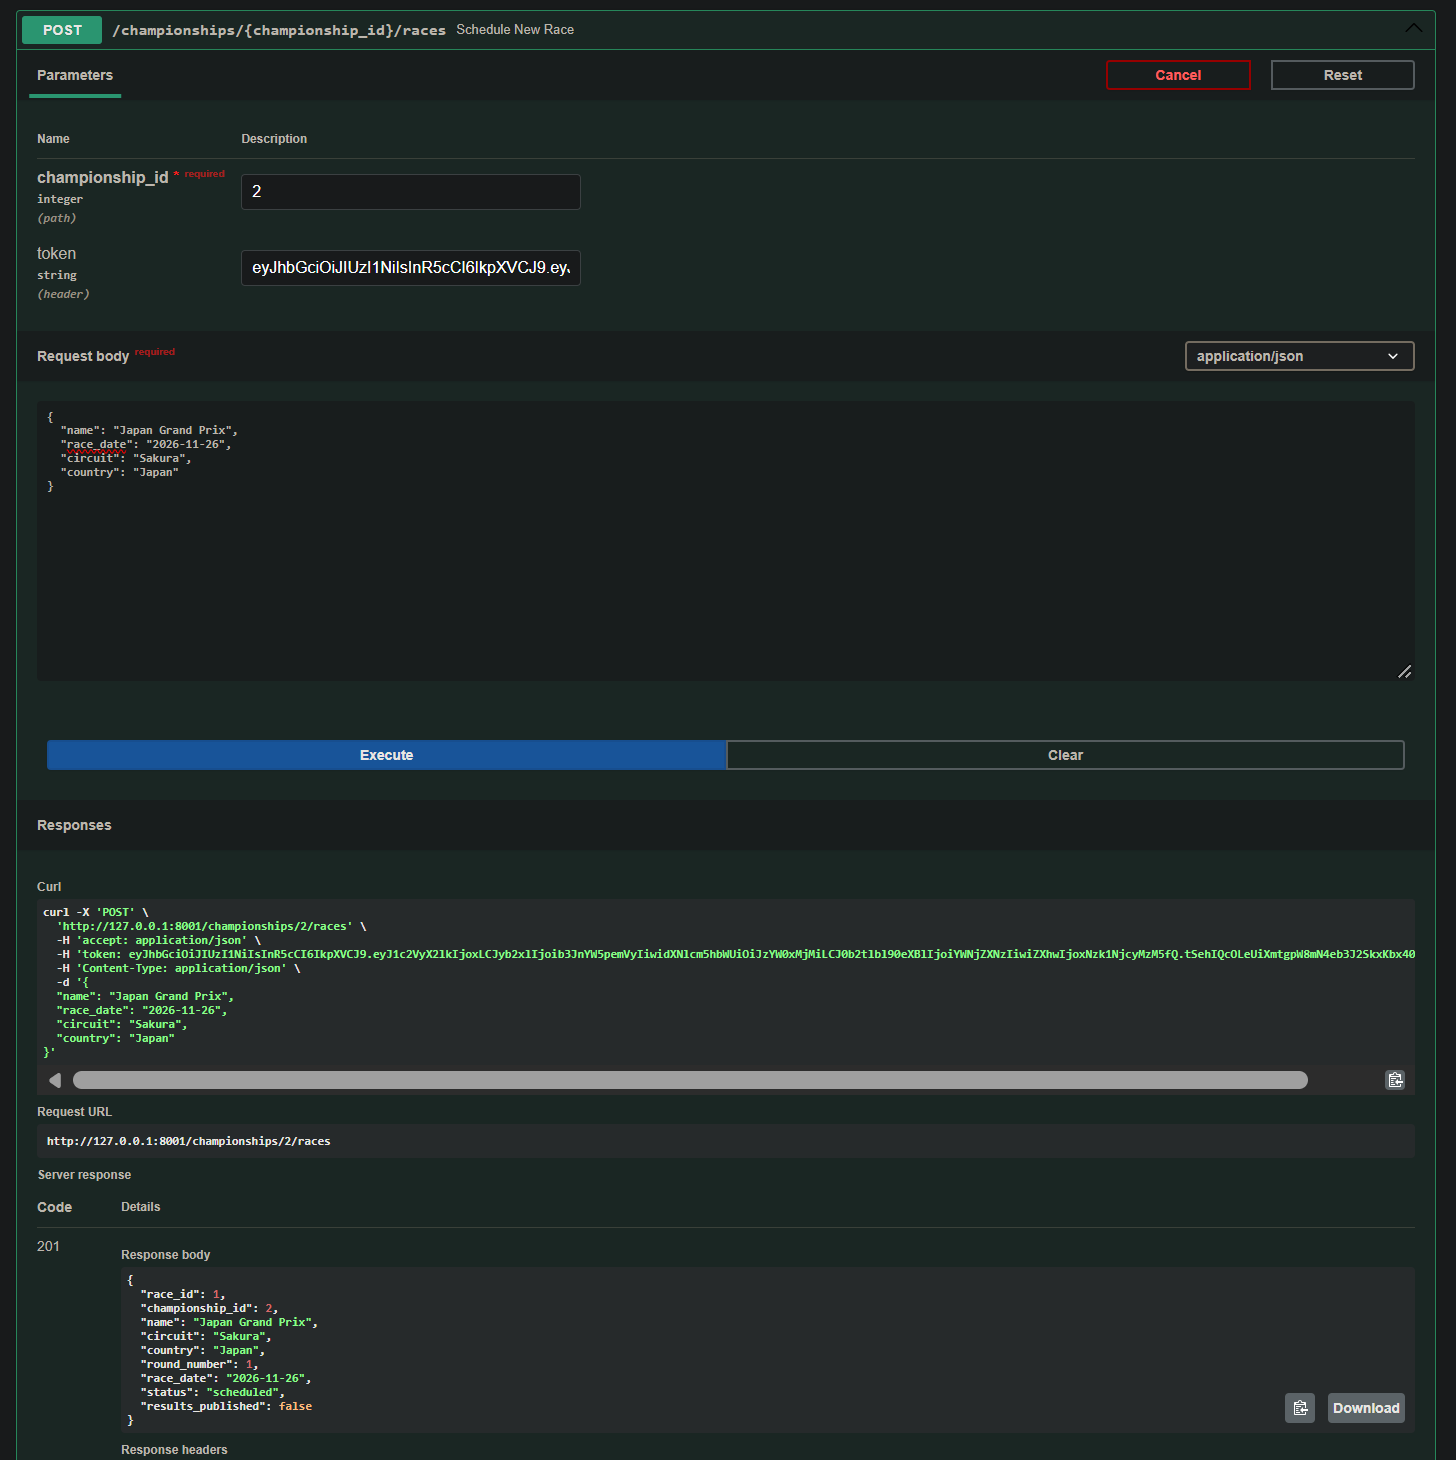 POST /championships/{championship_id}/races Schedule New Race
Parameters
Cancel
Reset
Name Description
championship_id * required
integer
(path)
2
token
string
(header)
eyJhbGciOiJIUzI1NiIsInR5cCI6IkpXVCJ9.ey
Request body required
application/json
{
  "name": "Japan Grand Prix",
  "race_date": "2026-11-26",
  "circuit": "Sakura",
  "country": "Japan"
}
Execute
Clear
Responses
Curl
curl -X 'POST' \
  'http://127.0.0.1:8001/championships/2/races' \
  -H 'accept: application/json' \
  -H 'token:
  -H 'Content-Type: application/json' \
  -d '{
  "name": "Japan Grand Prix",
  "race_date": "2026-11-26",
  "circuit": "Sakura",
  "country": "Japan"
}'
Request URL
http://127.0.0.1:8001/championships/2/races
Server response
Code Details
201
Response body
{
  "race_id": 1,
  "championship_id": 2,
  "name": "Japan Grand Prix",
  "circuit": "Sakura",
  "country": "Japan",
  "round_number": 1,
  "race_date": "2026-11-26",
  "status": "scheduled",
  "results_published": false
}
Download
Response headers